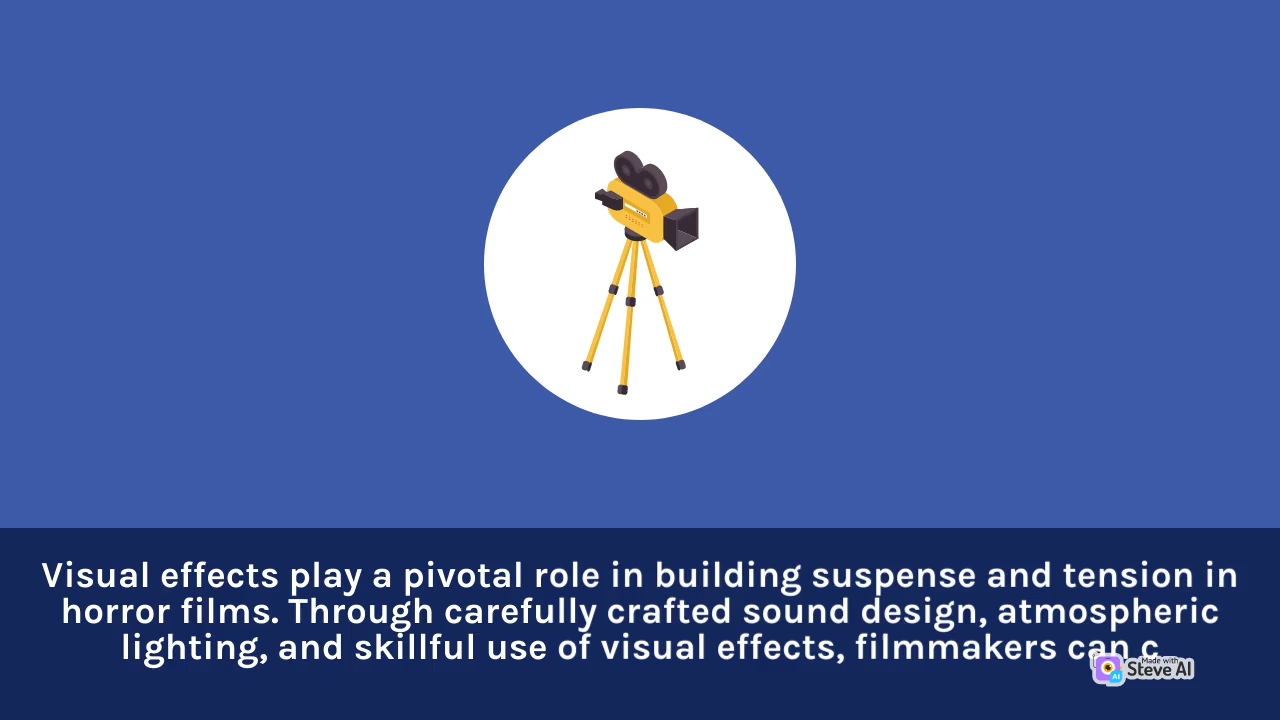 Visual effects play a pivotal role in building suspense and tension in
horror films. Through carefully crafted sound design, atmospheric
lighting, and skillful use of visual effects, filmmakers can c
Made with
Steve AI
AI